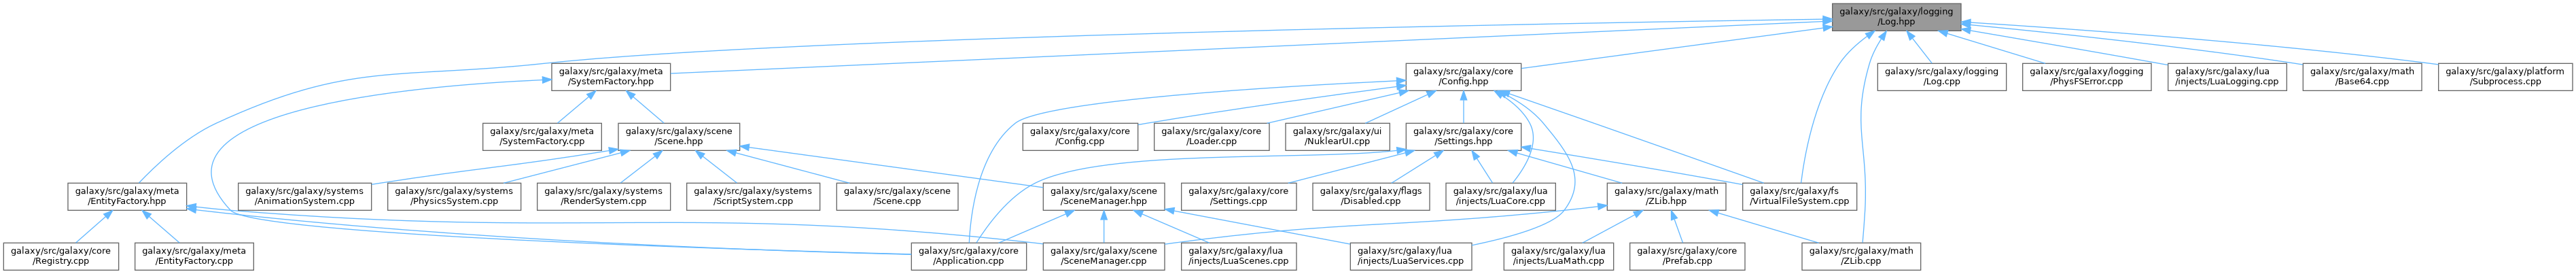 galaxy/src/galaxy/logging
/Log.hpp
galaxy/src/galaxy/meta
/SystemFactory.hpp
galaxy/src/galaxy/core
/Config.hpp
galaxy/src/galaxy/logging
/Log.cpp
galaxy/src/galaxy/logging
/PhysFSError.cpp
galaxy/src/galaxy/lua
/injects/LuaLogging.cpp
galaxy/src/galaxy/math
/Base64.cpp
galaxy/src/galaxy/platform
/Subprocess.cpp
galaxy/src/galaxy/meta
/SystemFactory.cpp
galaxy/src/galaxy/scene
/Scene.hpp
galaxy/src/galaxy/core
/Config.cpp
galaxy/src/galaxy/core
/Loader.cpp
galaxy/src/galaxy/ui
/NuklearUI.cpp
galaxy/src/galaxy/core
/Settings.hpp
galaxy/src/galaxy/meta
/EntityFactory.hpp
galaxy/src/galaxy/systems
/AnimationSystem.cpp
galaxy/src/galaxy/systems
/PhysicsSystem.cpp
galaxy/src/galaxy/systems
/RenderSystem.cpp
galaxy/src/galaxy/systems
/ScriptSystem.cpp
galaxy/src/galaxy/scene
/Scene.cpp
galaxy/src/galaxy/scene
/SceneManager.hpp
galaxy/src/galaxy/core
/Settings.cpp
galaxy/src/galaxy/flags
/Disabled.cpp
galaxy/src/galaxy/lua
/injects/LuaCore.cpp
galaxy/src/galaxy/math
/ZLib.hpp
galaxy/src/galaxy/fs
/VirtualFileSystem.cpp
galaxy/src/galaxy/core
/Registry.cpp
galaxy/src/galaxy/meta
/EntityFactory.cpp
galaxy/src/galaxy/core
/Application.cpp
galaxy/src/galaxy/scene
/SceneManager.cpp
galaxy/src/galaxy/lua
/injects/LuaScenes.cpp
galaxy/src/galaxy/lua
/injects/LuaServices.cpp
galaxy/src/galaxy/lua
/injects/LuaMath.cpp
galaxy/src/galaxy/core
/Prefab.cpp
galaxy/src/galaxy/math
/ZLib.cpp